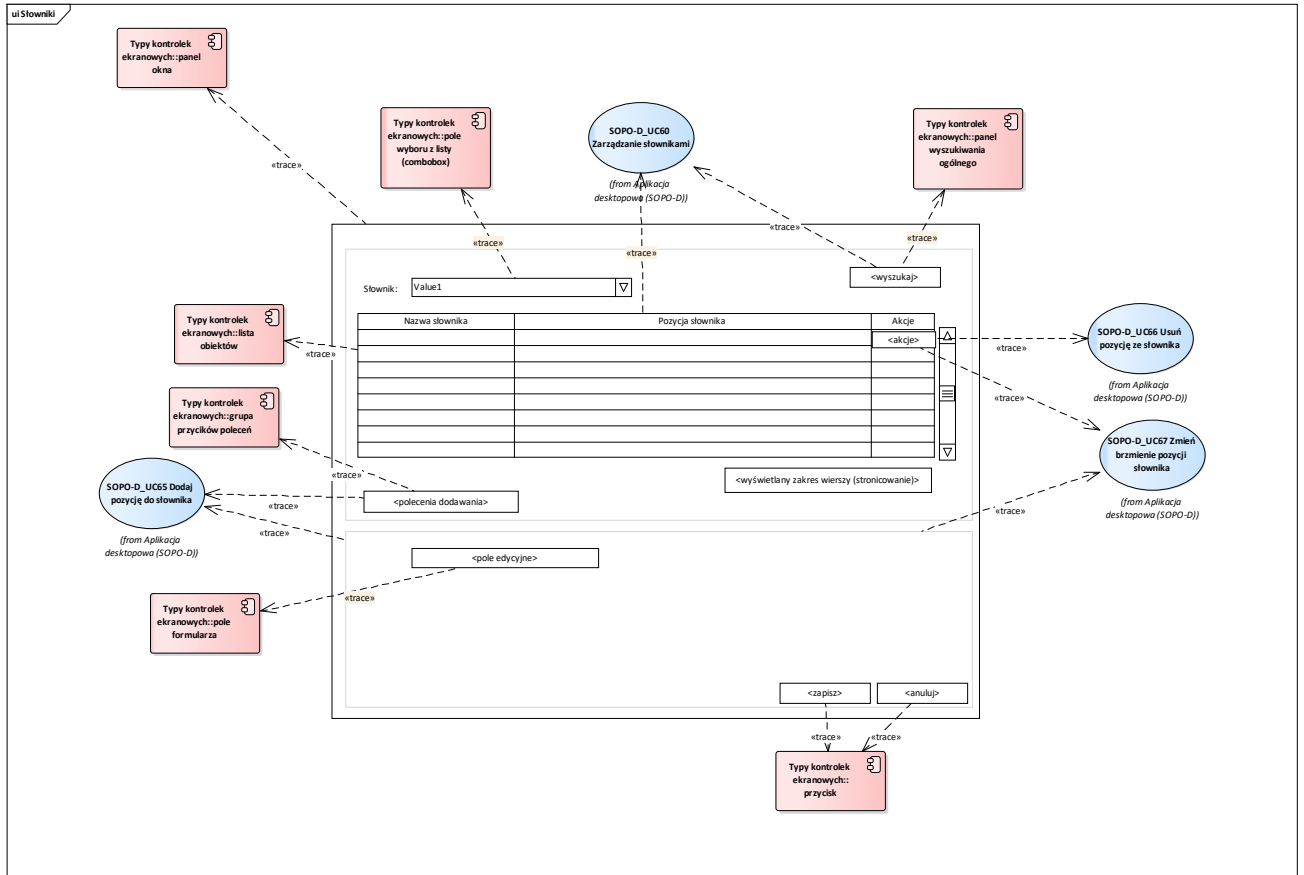 ui Słowniki
Typy kontrolek
ekranowych::panel
okna
Typy kontrolek
ekranowych::pole
wyboru z listy
(combobox)
SOPO-D_UC60
Zarządzanie słownikami
(from Aplikacja
desktopowa (SOPO-D))
Typy kontrolek
ekranowych::panel
wyszukiwania
ogólnego
«trace»
«trace»
«trace»
«trace»
«trace»
<wyszukaj>
Słownik:
Value1
Nazwa słownika
Pozycja słownika
Akcje
<akcje>
Typy kontrolek
ekranowych::lista
obiektów
«trace»
SOPO-D_UC66 Usuń
pozycję ze słownika
(from Aplikacja
desktopowa (SOPO-D))
«trace»
«trace»
Typy kontrolek
ekranowych::grupa
przycików poleceń
«trace»
SOPO-D_UC67 Zmień
brzmienie pozycji
słownika
(from Aplikacja
desktopowa (SOPO-D))
«trace»
<wyświetlany zakres wierszy (stronicowanie)>
SOPO-D_UC65 Dodaj
pozycję do słownika
(from Aplikacja
desktopowa (SOPO-D))
<polecenia dodawania>
«trace»
«trace»
<pole edycyjne>
«trace»
Typy kontrolek
ekranowych::pole
formularza
<zapisz>
<anuluj>
«trace»
«trace»
Typy kontrolek
ekranowych::
przycisk